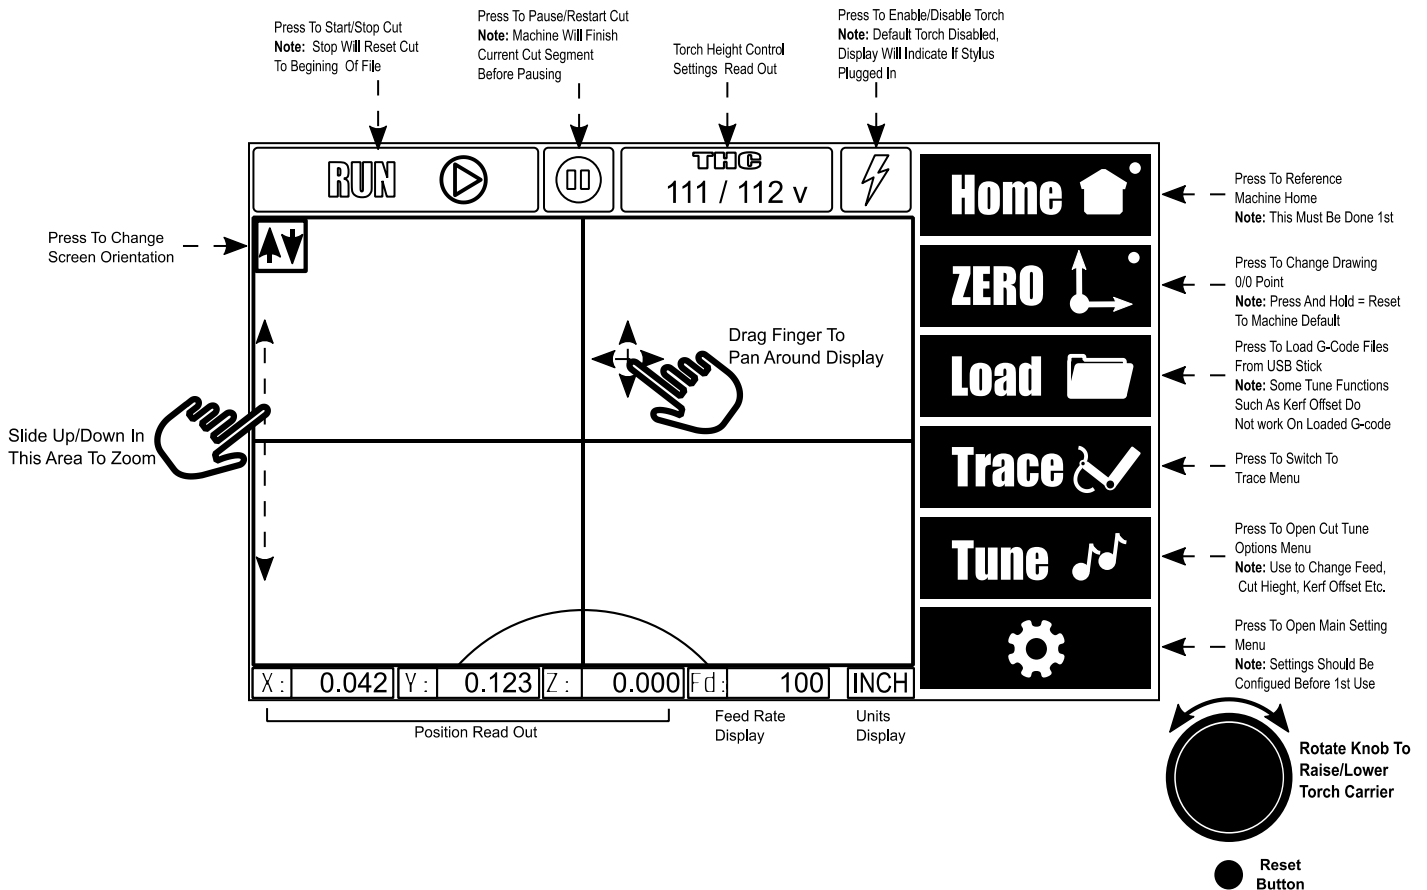 Press To Start/Stop Cut
Note: Stop Will Reset Cut
To Begining Of File
Press To Pause/Restart Cut
Note: Machine Will Finish
Current Cut Segment
Before Pausing
Torch Height Control
Settings Read Out
Press To Enable/Disable Torch
Note: Default Torch Disabled,
Display Will Indicate If Stylus
Plugged In
RUN
THC
111 / 112 v
Home
Press To Reference
Machine Home
Note: This Must Be Done 1st
Press To Change
Screen Orientation
ZERO
Press To Change Drawing
0/0 Point
Note: Press And Hold = Reset
To Machine Default
Drag Finger To
Pan Around Display
Load
Press To Load G-Code Files
From USB Stick
Note: Some Tune Functions
Such As Kerf Offset Do
Not work On Loaded G-code
Slide Up/Down In
This Area To Zoom
Trace
Press To Switch To
Trace Menu
Tune
Press To Open Cut Tune
Options Menu
Note: Use to Change Feed,
Cut Hieght, Kerf Offset Etc.
Press To Open Main Setting
Menu
Note: Settings Should Be
Configued Before 1st Use
X: 0.042 Y: 0.123 Z: 0.000 Fd: 100 INCH
Position Read Out
Feed Rate
Display
Units
Display
Rotate Knob To
Raise/Lower
Torch Carrier
Reset
Button